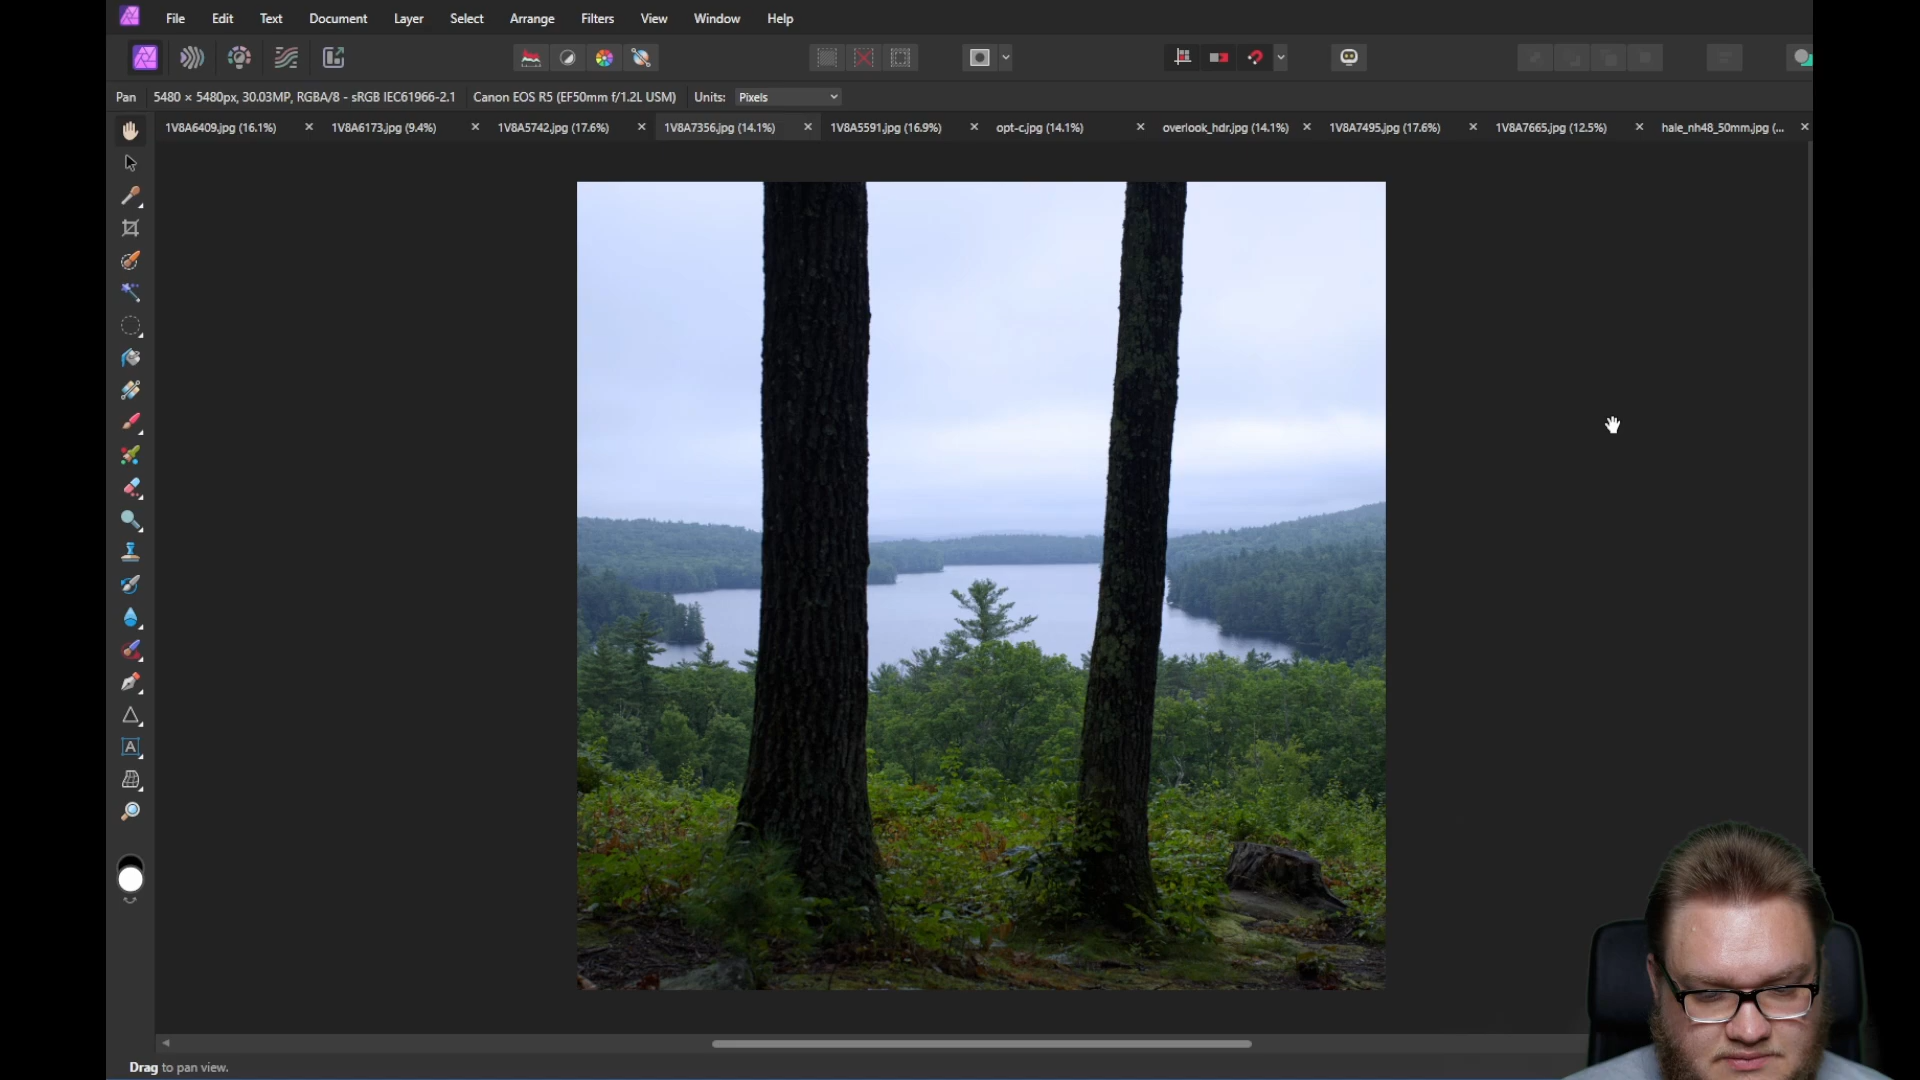 File Edit Text Document Layer Select Arrange Filters View Window Help
Pan 5480 × 5480px, 30.03MP, RGBA/8 - sRGB IEC61966-2.1 Canon EOS R5 (EF50mm f/1.2L USM) Units: Pixels
1V8A6409.jpg (16.1%) 1V8A6173.jpg (9.4%) 1V8A5742.jpg (17.6%) 1V8A7356.jpg (14.1%) 1V8A5591.jpg (16.9%) opt-c.jpg (14.1%) overlook_hdr.jpg (14.1%) 1V8A7495.jpg (17.6%) 1V8A7665.jpg (12.5%) hale_nh48_50mm.jpg (...
A
Drag to pan view.